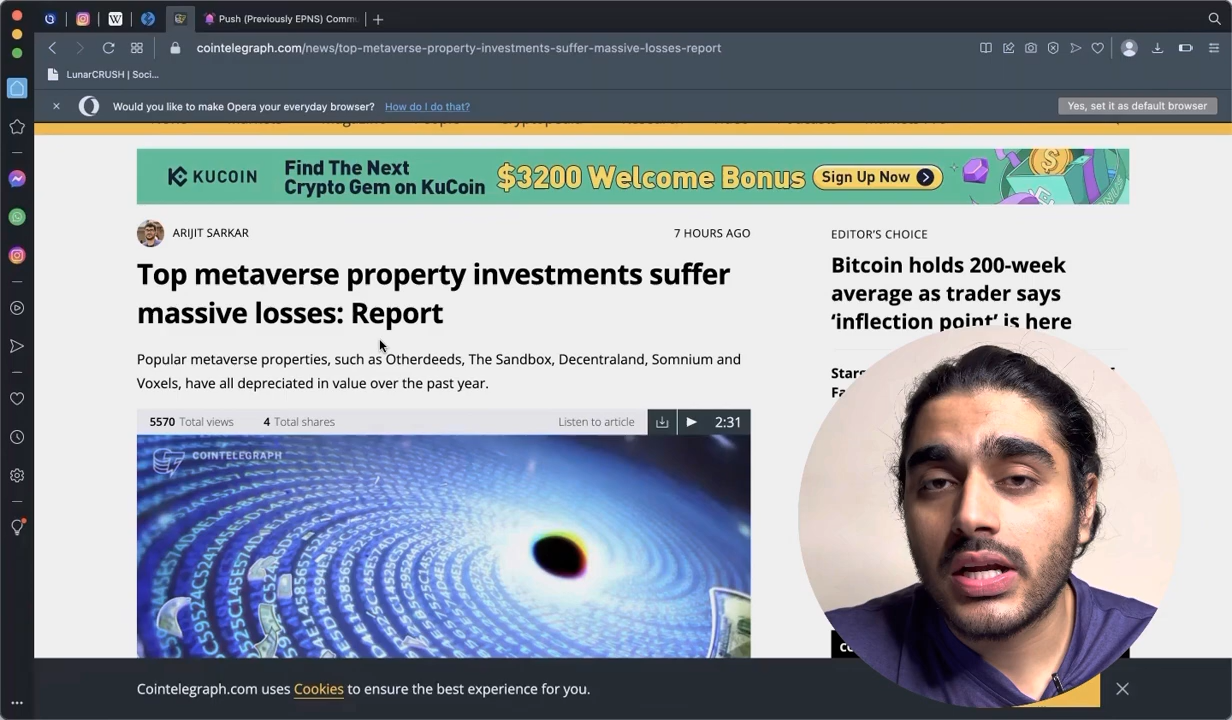 Push (Previously EPNS) Commu
cointelegraph.com/news/top-metaverse-property-investments-suffer-massive-losses-report
LunarCRUSH | Soci...
Would you like to make Opera your everyday browser? How do I do that?
Yes, set it as default browser
KUCOIN
Find The Next
Crypto Gem on KuCoin
$3200 Welcome Bonus
Sign Up Now
ARIJIT SARKAR
7 HOURS AGO
Top metaverse property investments suffer
massive losses: Report
Popular metaverse properties, such as Otherdeeds, The Sandbox, Decentraland, Somnium and
Voxels, have all depreciated in value over the past year.
5570 Total views 4 Total shares
Listen to article
2:31
COINTELEGRAPH
EDITOR'S CHOICE
Bitcoin holds 200-week
average as trader says
‘inflection point’ is here
Cointelegraph.com uses Cookies to ensure the best experience for you.